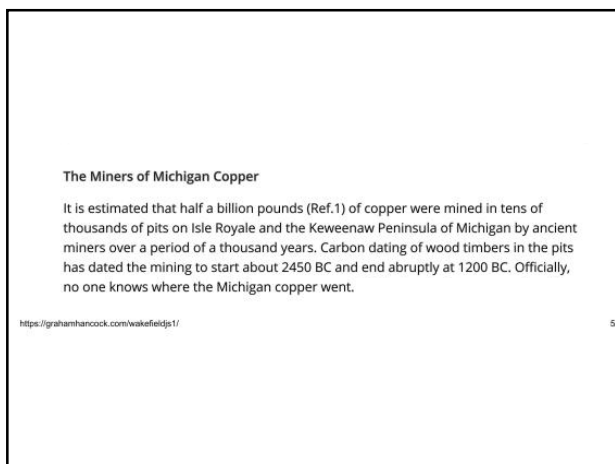 The Miners of Michigan Copper
It is estimated that half a billion pounds (Ref.1) of copper were mined in tens of
thousands of pits on Isle Royale and the Keweenaw Peninsula of Michigan by ancient
miners over a period of a thousand years. Carbon dating of wood timbers in the pits
has dated the mining to start about 2450 BC and end abruptly at 1200 BC. Officially,
no one knows where the Michigan copper went.
https://grahamhancock.com/wakefieldjs1/ 5